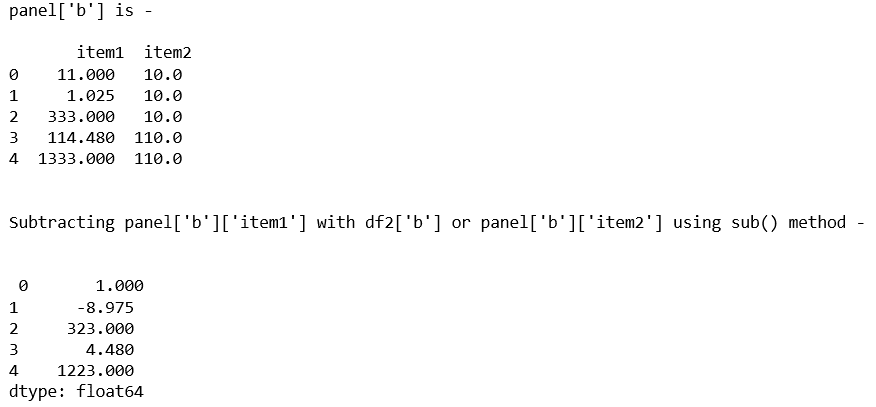 panel['b'] is -
item1 item2
0 11.000 10.0
1 1.025 10.0
2 333.000 10.0
3 114.480 110.0
4 1333.000 110.0
Subtracting panel['b']['item1'] with df2['b'] or panel['b']['item2'] using sub() method -
0 1.000
1 -8.975
2 323.000
3 4.480
4 1223.000
dtype: float64